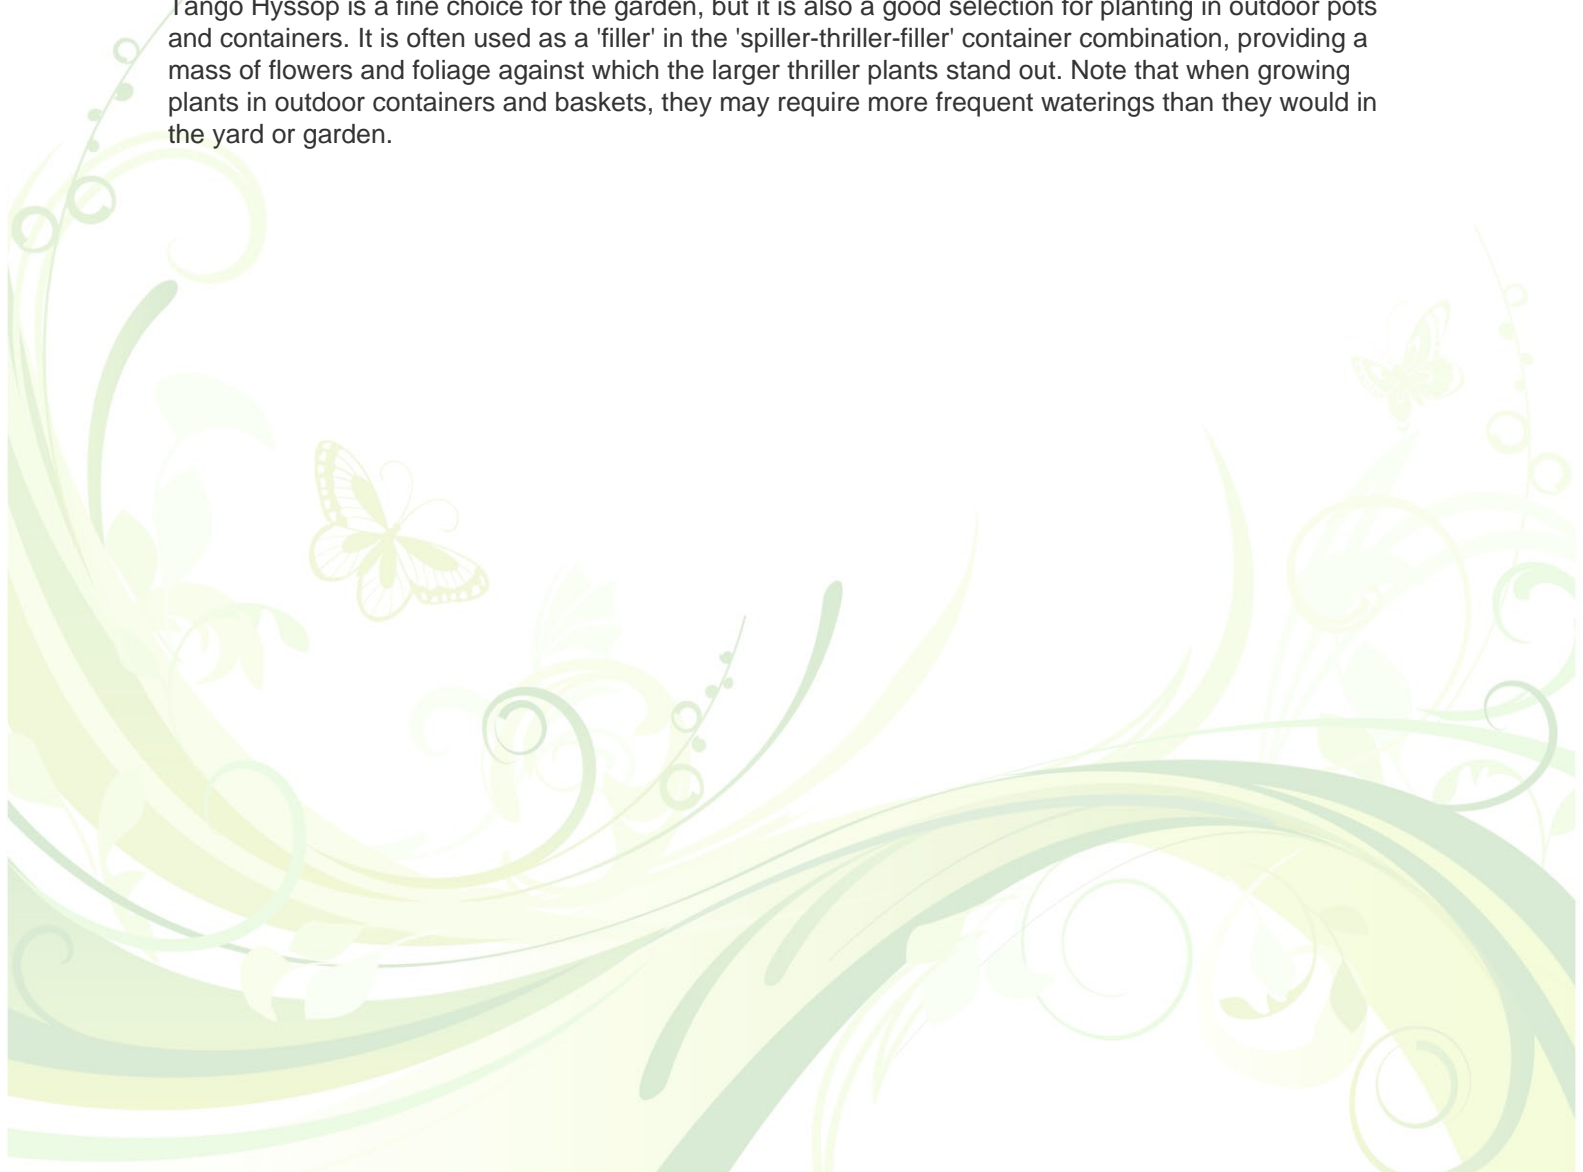 Tango Hyssop is a fine choice for the garden, but it is also a good selection for planting in outdoor pots
and containers. It is often used as a 'filler' in the 'spiller-thriller-filler' container combination, providing a
mass of flowers and foliage against which the larger thriller plants stand out. Note that when growing
plants in outdoor containers and baskets, they may require more frequent waterings than they would in
the yard or garden.